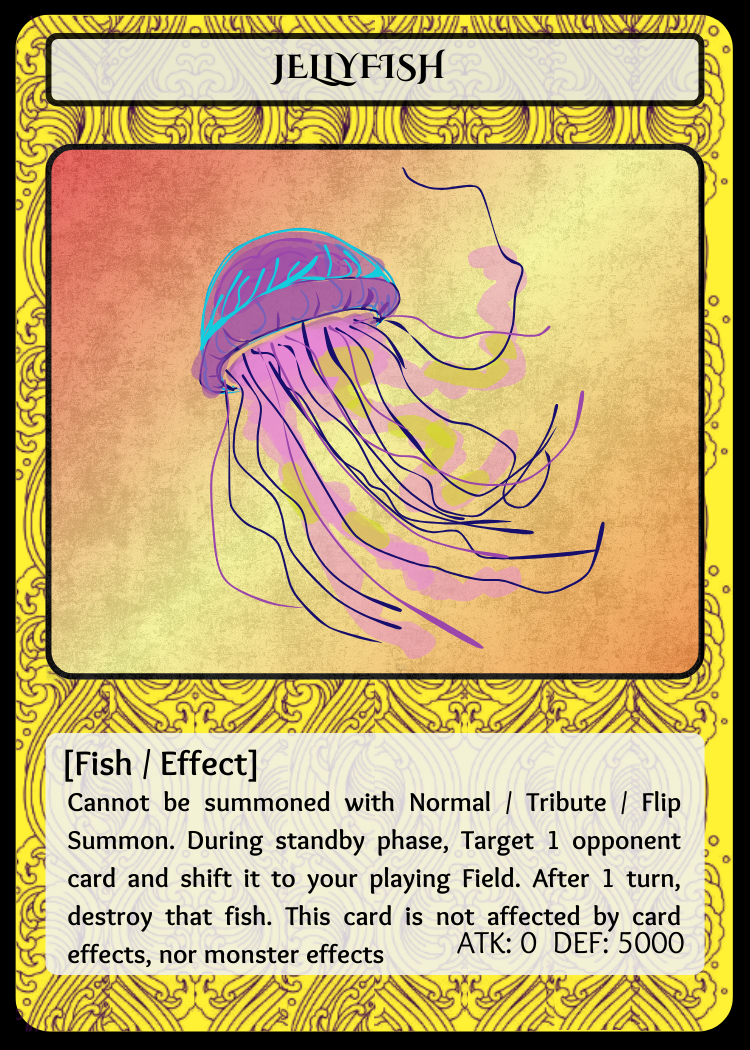 JELLYFISH
[Fish / Effect]
Cannot be summoned with Normal / Tribute / Flip
Summon. During standby phase, Target 1 opponent
card and shift it to your playing Field. After 1 turn,
destroy that fish. This card is not affected by card
effects, nor monster effects
ATK: 0 DEF: 5000